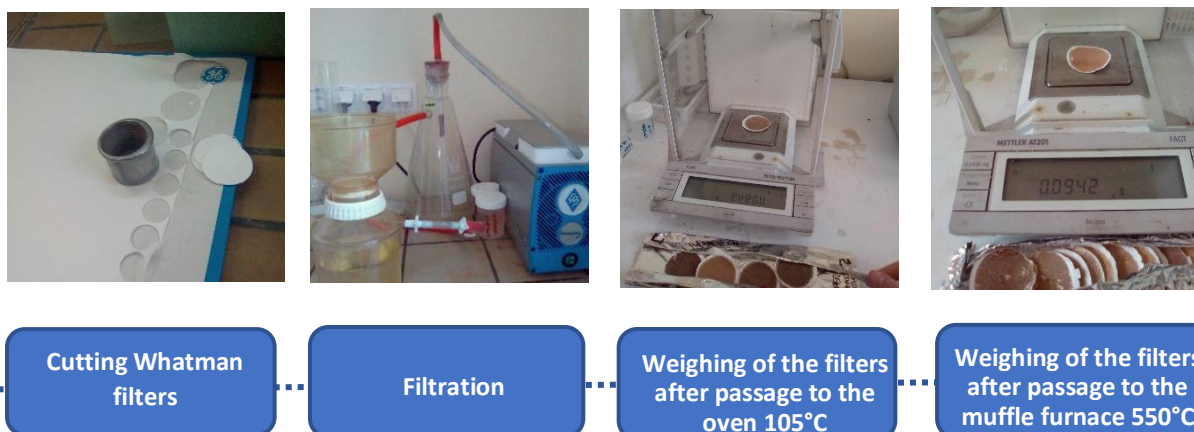 METTLER AT201
FACT
0.0942 g
Cutting Whatman
filters
Filtration
Weighing of the filters
after passage to the
oven 105°C
Weighing of the filters
after passage to the
muffle furnace 550°C